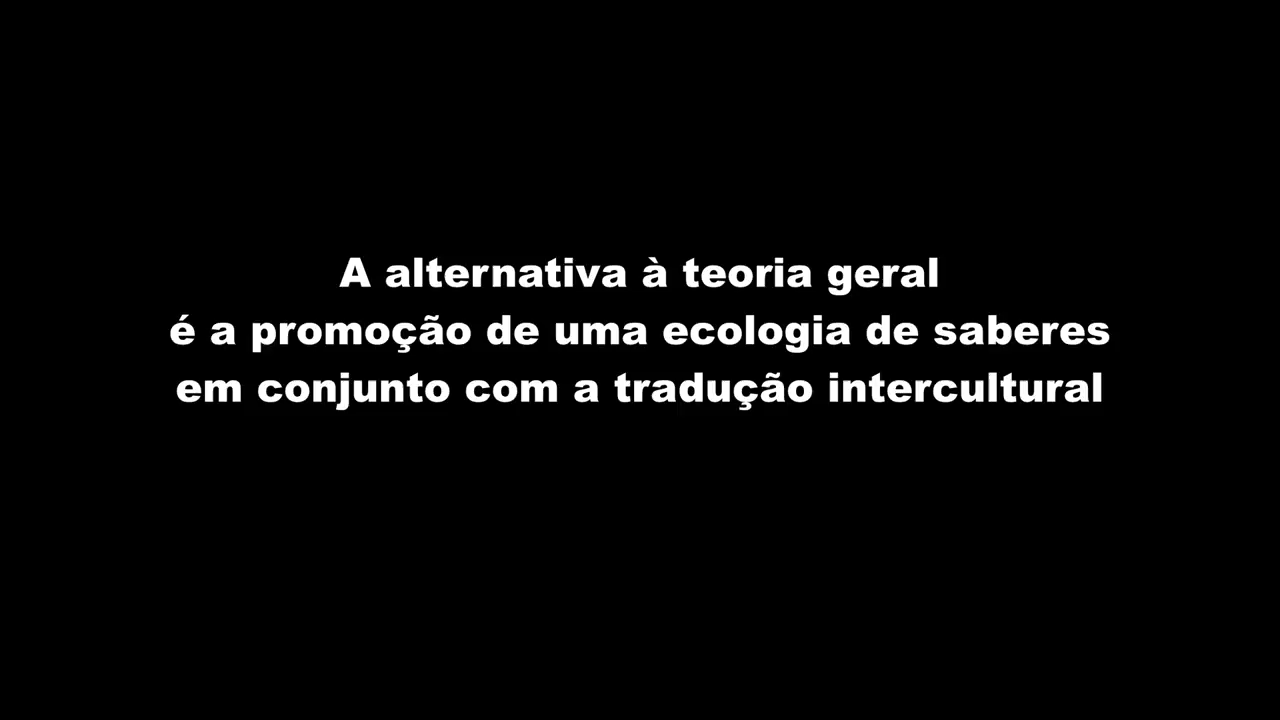 A alternativa à teoria geral
é a promoção de uma ecologia de saberes
em conjunto com a tradução intercultural